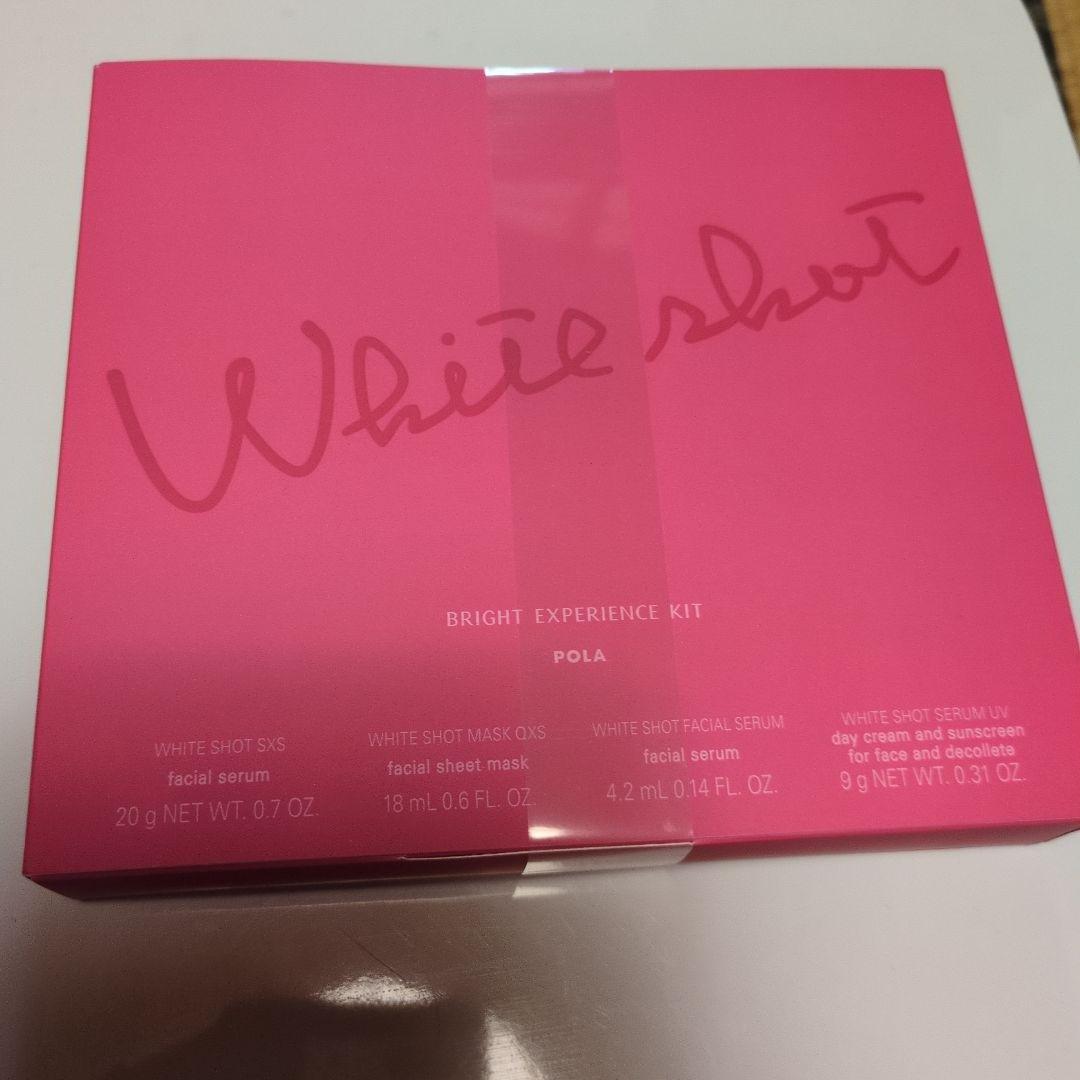 White shot
BRIGHT EXPERIENCE KIT
POLA
WHITE SHOT SXS
facial serum
20 g NET WT. 0.7 OZ.
WHITE SHOT MASK QXS
facial sheet mask
18 mL 0.6 FL. OZ.
WHITE SHOT FACIAL SERUM
facial serum
4.2 mL 0.14 FL. OZ.
WHITE SHOT SERUM UV
day cream and sunscreen
for face and decollete
9 g NET WT. 0.31 OZ.